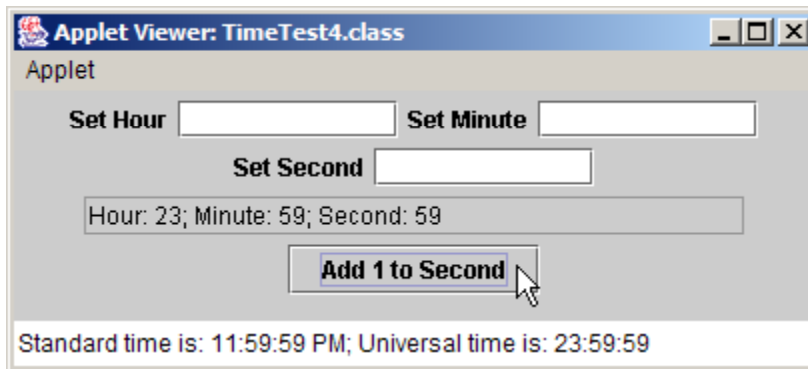 Applet Viewer: TimeTest4.class
Applet
Set Hour Set Minute
Set Second
Hour: 23; Minute: 59; Second: 59
Add 1 to Second
Standard time is: 11:59:59 PM; Universal time is: 23:59:59